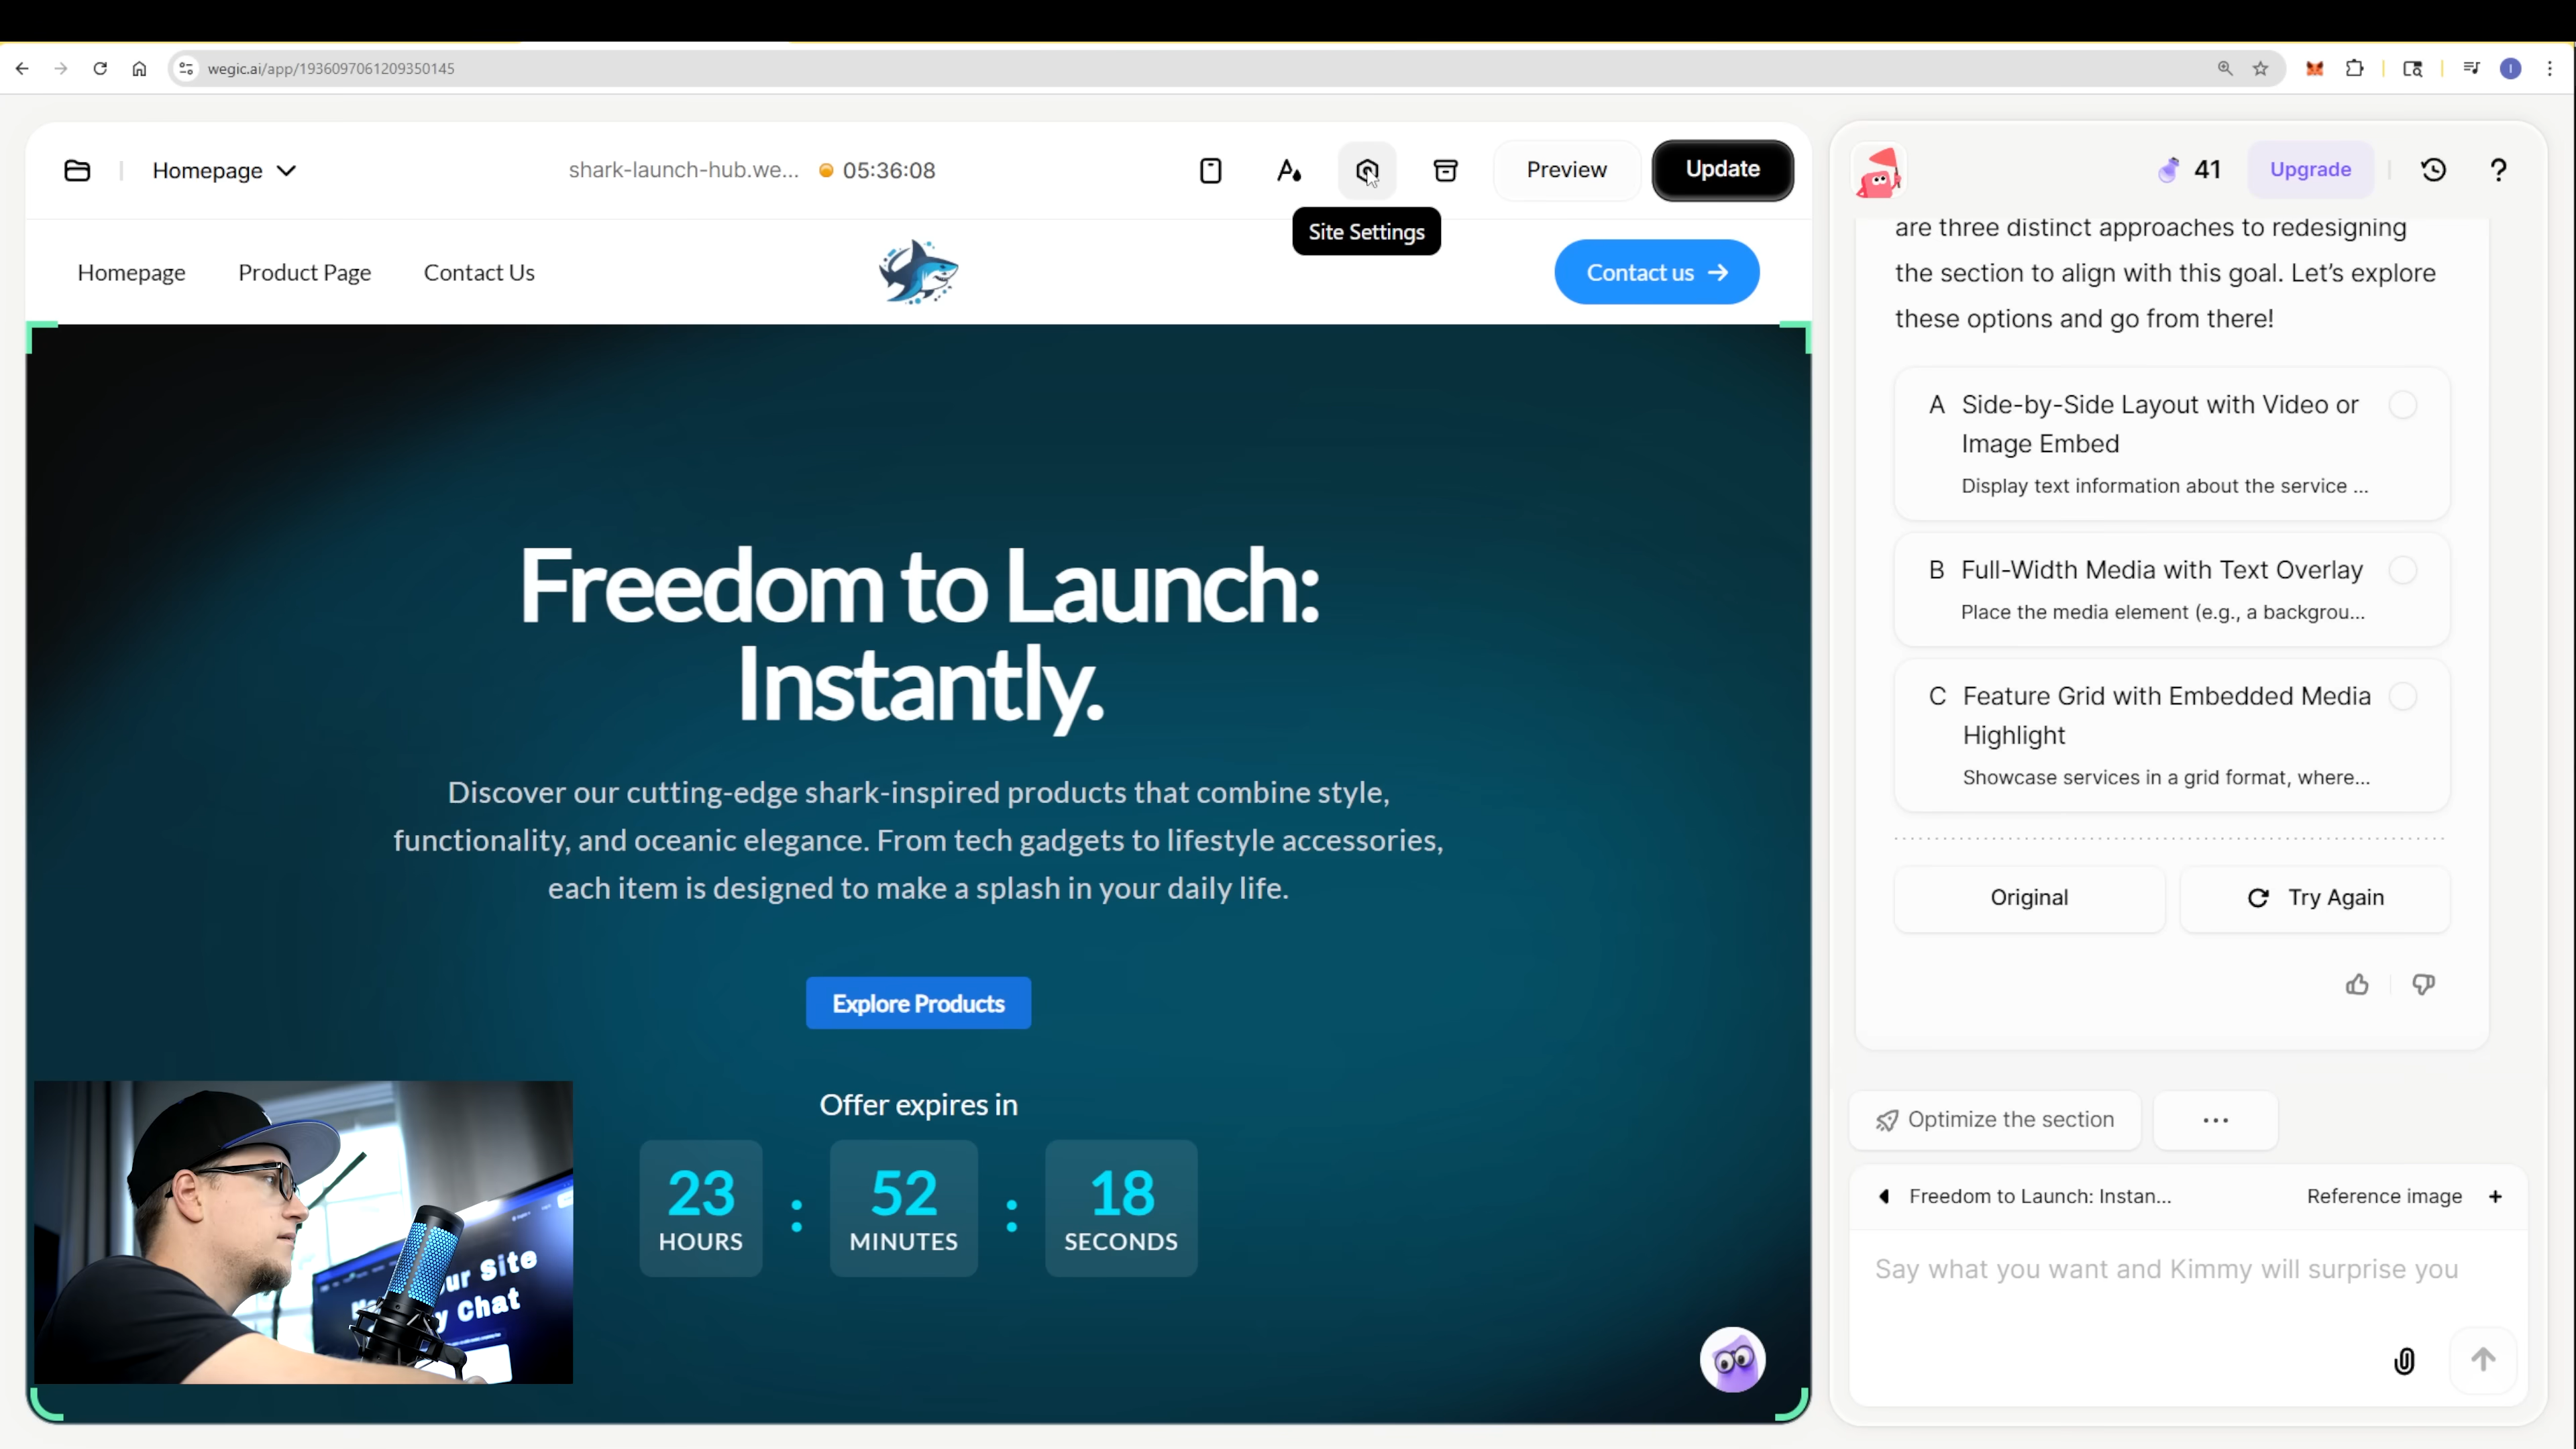 wegic.ai/app/1936097061209350145
Homepage
shark-launch-hub.we... 05:36:08
Preview
Update
41
Upgrade
?
Site Settings
Homepage Product Page Contact Us
Contact us →
Freedom to Launch:
Instantly.
Discover our cutting-edge shark-inspired products that combine style,
functionality, and oceanic elegance. From tech gadgets to lifestyle accessories,
each item is designed to make a splash in your daily life.
Explore Products
Offer expires in
23 : 52 : 18
HOURS MINUTES SECONDS
ur Site
y Chat
are three distinct approaches to redesigning
the section to align with this goal. Let’s explore
these options and go from there!
A Side-by-Side Layout with Video or
Image Embed
Display text information about the service ...
B Full-Width Media with Text Overlay
Place the media element (e.g., a backgrou...
C Feature Grid with Embedded Media
Highlight
Showcase services in a grid format, where...
Original
Try Again
Optimize the section
...
Freedom to Launch: Instan...
Reference image +
Say what you want and Kimmy will surprise you